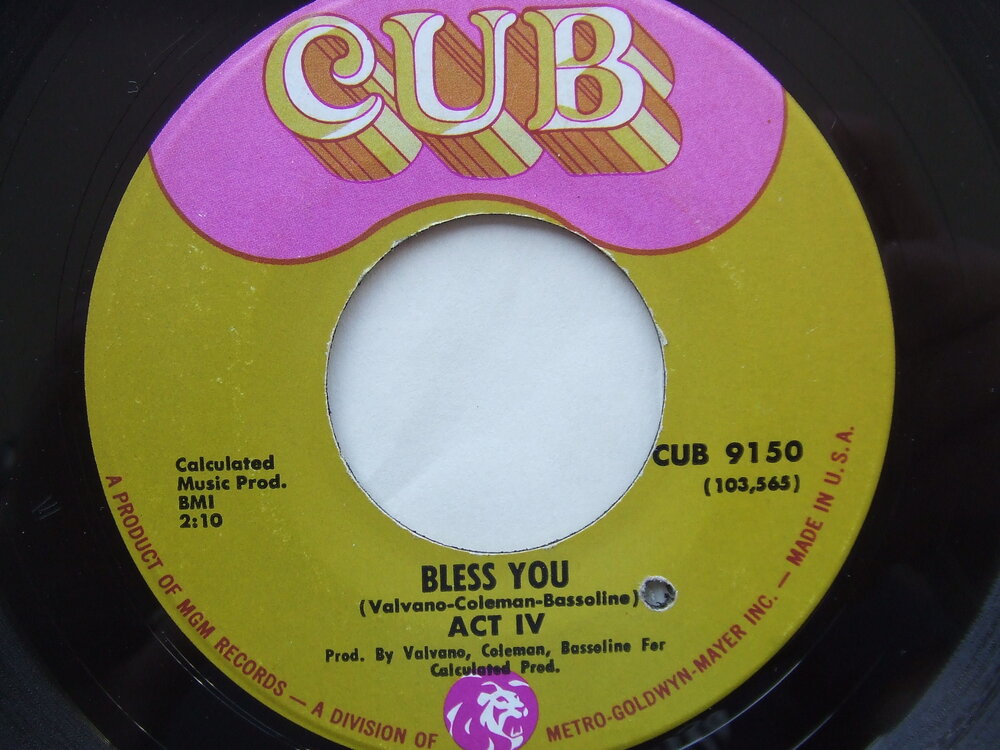 CUB
Calculated
Music Prod.
BMI
2:10
CUB 9150
(103,565)
BLESS YOU
(Valvano-Coleman-Bassoline)
ACT IV
Prod. By Valvano, Coleman, Bassoline For
Calculated Prod.
A PRODUCT OF MGM RECORDS — A DIVISION OF METRO-GOLDWYN-MAYER INC. — MADE IN U.S.A.